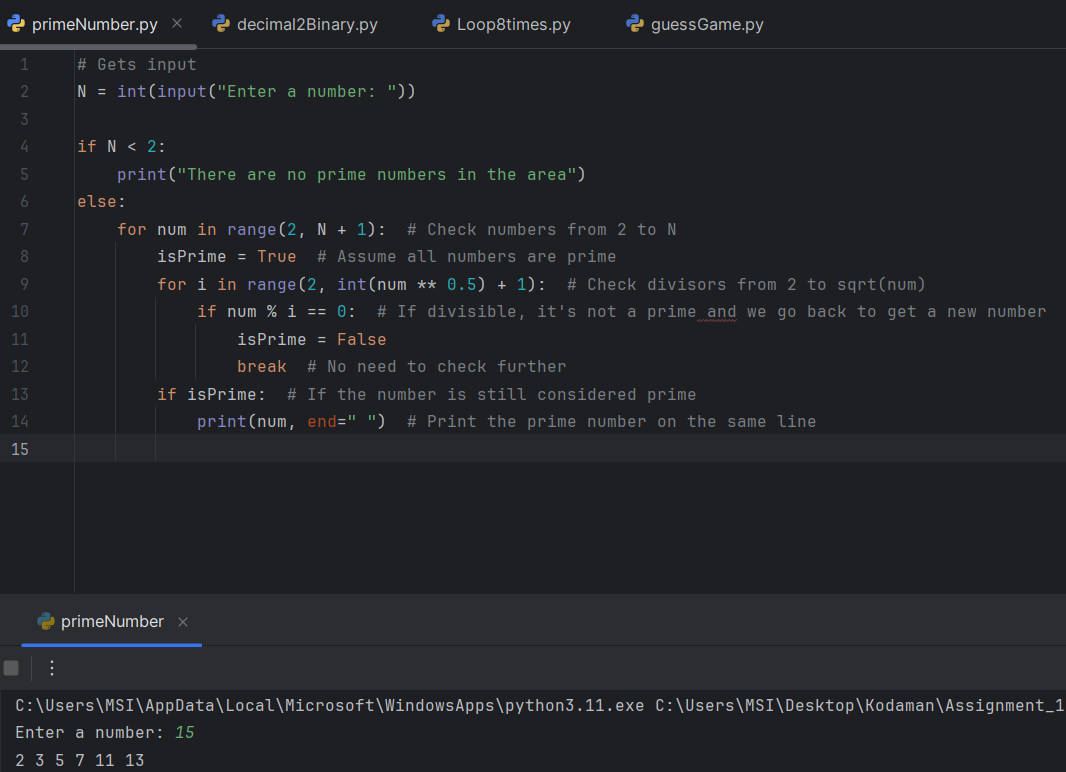 primeNumber.py decimal2Binary.py Loop8times.py guessGame.py
1 # Gets input
2 N = int(input("Enter a number: "))
3
4 if N < 2:
5     print("There are no prime numbers in the area")
6 else:
7     for num in range(2, N + 1):  # Check numbers from 2 to N
8         isPrime = True  # Assume all numbers are prime
9         for i in range(2, int(num ** 0.5) + 1):  # Check divisors from 2 to sqrt(num)
10             if num % i == 0:  # If divisible, it's not a prime and we go back to get a new number
11                 isPrime = False
12                 break  # No need to check further
13         if isPrime:  # If the number is still considered prime
14             print(num, end=" ")  # Print the prime number on the same line
15
primeNumber
C:\Users\MSI\AppData\Local\Microsoft\WindowsApps\python3.11.exe C:\Users\MSI\Desktop\Kodaman\Assignment_1
Enter a number: 15
2 3 5 7 11 13